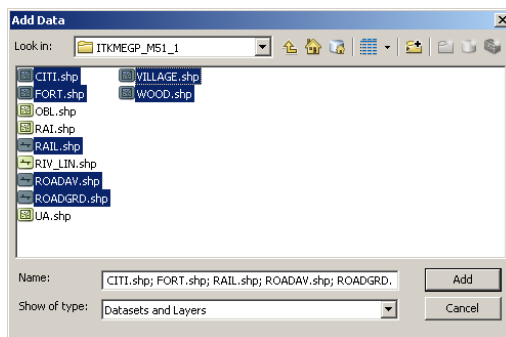 Add Data
Look in: ITKMEGP_M51_1
CITI.shp VILLAGE.shp
FORT.shp WOOD.shp
OBL.shp
RAI.shp
RAIL.shp
RIV_LIN.shp
ROADAV.shp
ROADGRD.shp
UA.shp
Name: CITI.shp; FORT.shp; RAIL.shp; ROADAV.shp; ROADGRD. Add
Show of type: Datasets and Layers Cancel